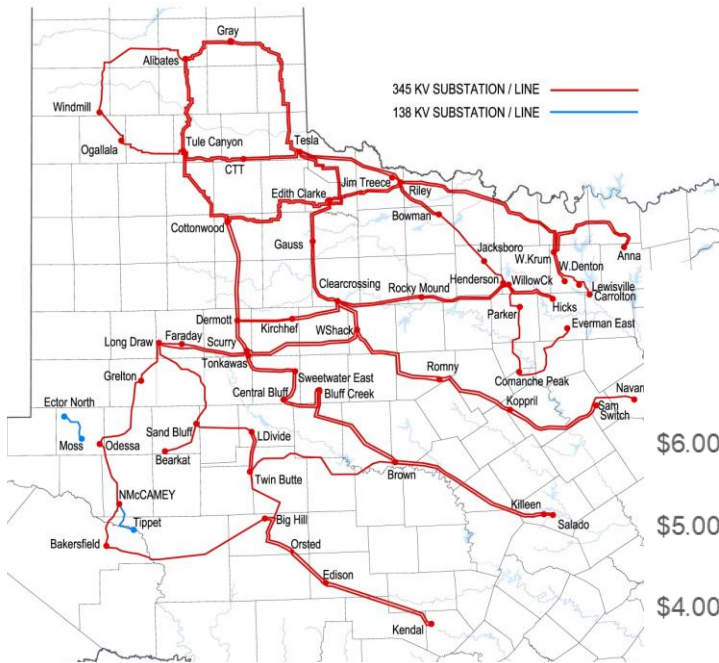 Gray
Alibates
345 KV SUBSTATION / LINE
138 KV SUBSTATION / LINE
Windmill
Ogallala
Tule Canyon
Tesla
CTT
Jim Treece
Riley
Edith Clarke
Bowman
Cottonwood
Gauss
Jacksboro
W.Krum
Anna
W.Denton
Clearcrossing
Rocky Mound
Henderson
WillowCk
Lewisville
Carrolton
Hicks
Parker
Everman East
Dermott
Kirchhef
WShack
Long Draw
Faraday
Scurry
Tonkawas
Comanche Peak
Romny
Grelton
Sweetwater East
Central Bluff
Bluff Creek
Koppril
Navar
Sam
Switch
Ector North
Moss
Odessa
Sand Bluff
Bearkat
LDivide
$6.00
Twin Butte
Brown
NMcCAMEY
Tippet
Killeen
Salado
$5.00
Big Hill
Bakersfield
Orsted
Edison
$4.00
Kendal